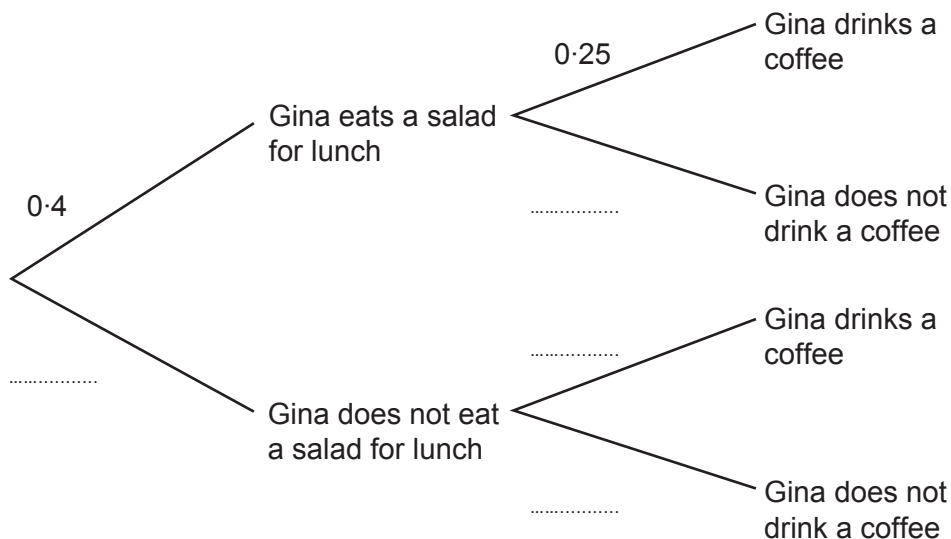 Gina drinks a
coffee
0·25
Gina eats a salad
for lunch
0·4
Gina does not
drink a coffee
..................
Gina drinks a
coffee
..................
..................
Gina does not eat
a salad for lunch
Gina does not
drink a coffee
..................